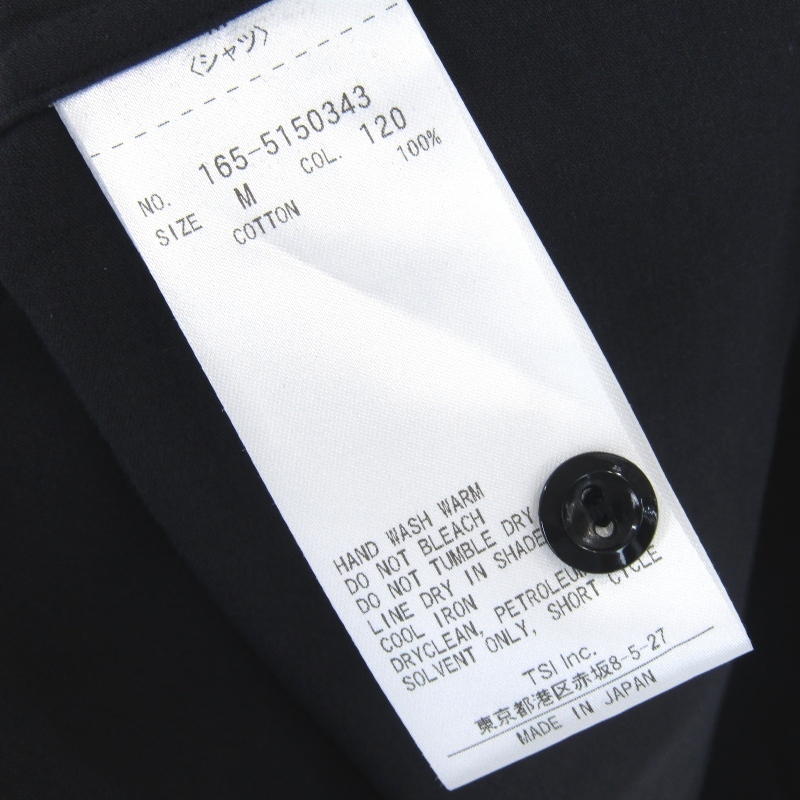 〈シャツ〉
NO. 165-5150343
SIZE M COL. 120
COTTON 100%
HAND WASH WARM
DO NOT BLEACH
DO NOT TUMBLE DRY
LINE DRY IN SHADE
COOL IRON
DRYCLEAN, PETROLEUM
SOLVENT ONLY, SHORT CYCLE
TSI Inc.
東京都港区赤坂8-5-27
MADE IN JAPAN